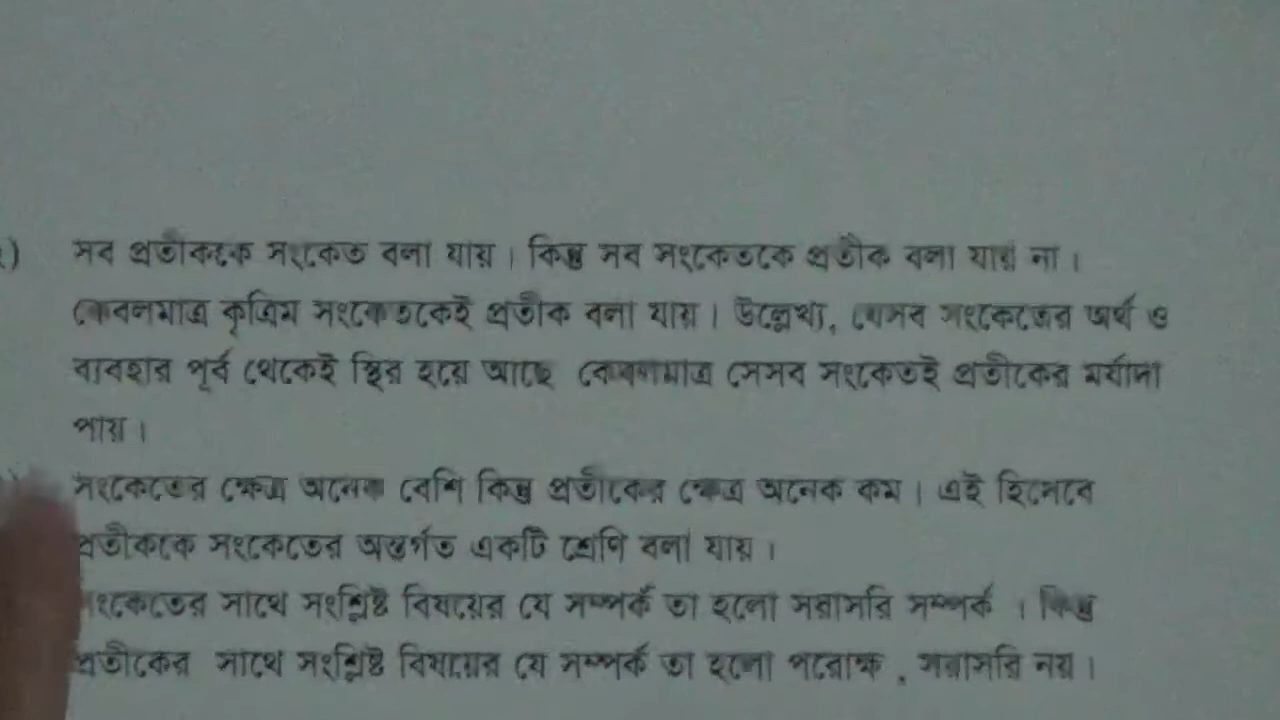 সব প্রতীককে সংকেত বলা যায়। কিন্তু সব সংকেতকে প্রতীক বলা যায় না।
কেবলমাত্র কৃত্রিম সংকেতকেই প্রতীক বলা যায়। উল্লেখ্য, যেসব সংকেতের অর্থ ও
ব্যবহার পূর্ব থেকেই স্থির হয়ে আছে কেবলমাত্র সেসব সংকেতই প্রতীকের মর্যাদা
পায়।
সংকেতের ক্ষেত্র অনেক বেশি কিন্তু প্রতীকের ক্ষেত্র অনেক কম। এই হিসেবে
প্রতীককে সংকেতের অন্তর্গত একটি শ্রেণি বলা যায়।
সংকেতের সাথে সংশ্লিষ্ট বিষয়ের যে সম্পর্ক তা হলো সরাসরি সম্পর্ক । কিন্তু
প্রতীকের সাথে সংশ্লিষ্ট বিষয়ের যে সম্পর্ক তা হলো পরোক্ষ , সরাসরি নয়।